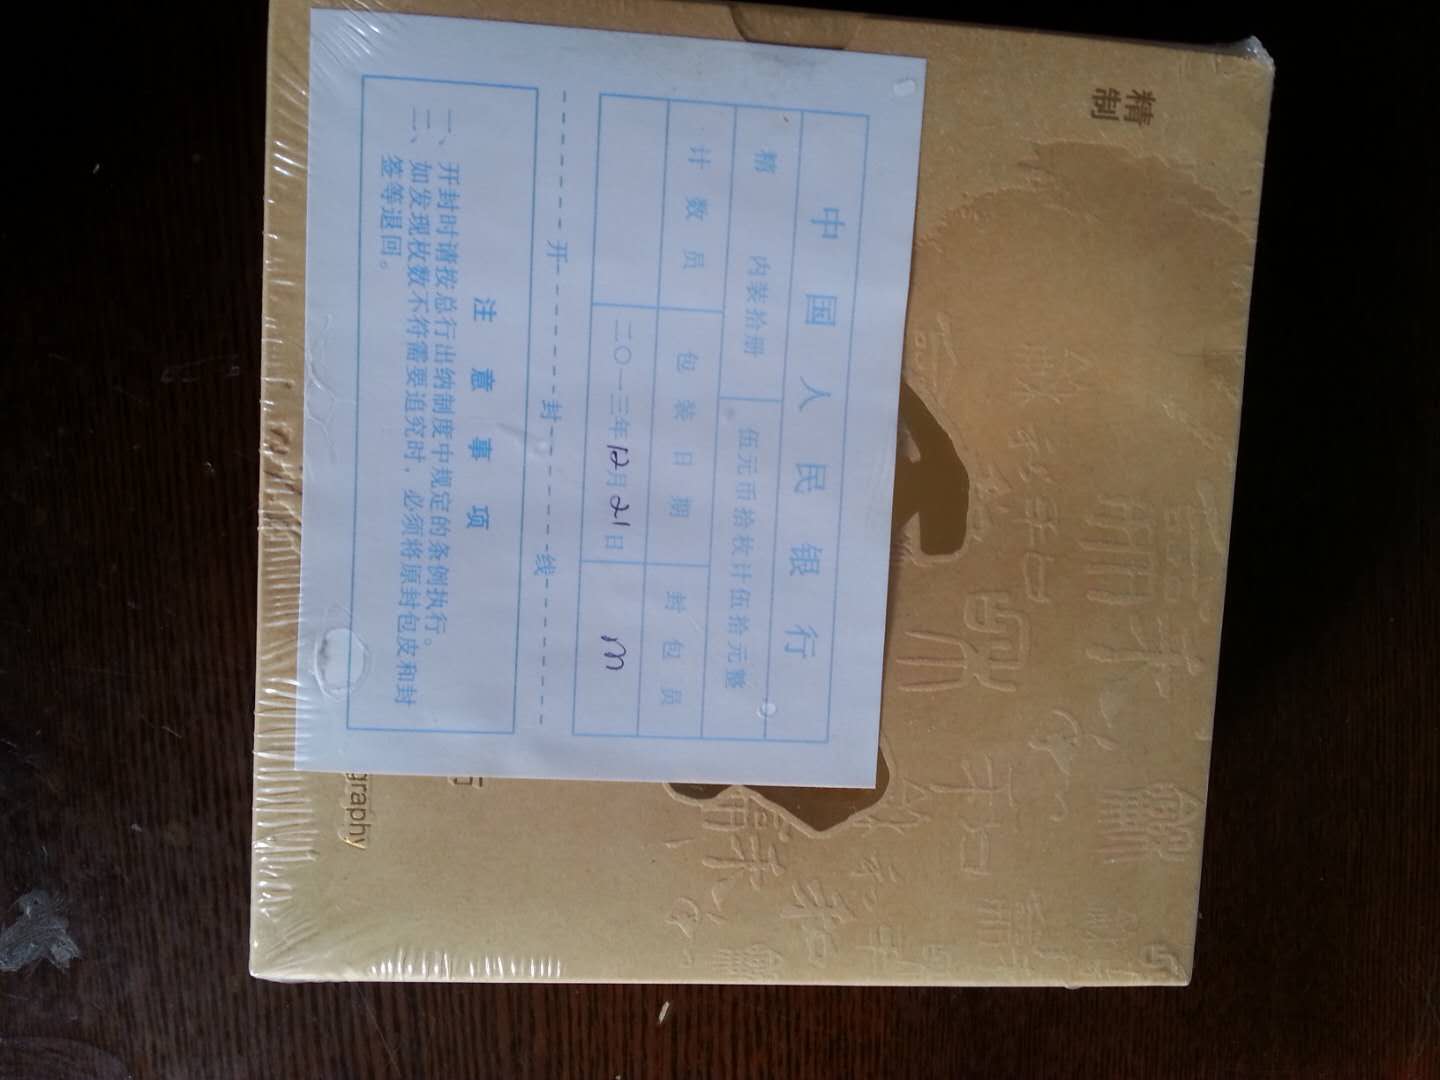 精制
中国人民银行
精 内装拾册 伍元币拾枚计伍拾元整
计数员 包装日期 封包员
二〇一三年12月21日 m
开 封 线
注意事项
一、开封时请按总行出纳制度中规定的条例执行。
二、如发现枚数不符需要追究时，必须将原封包皮和封
签等退回。
graphy